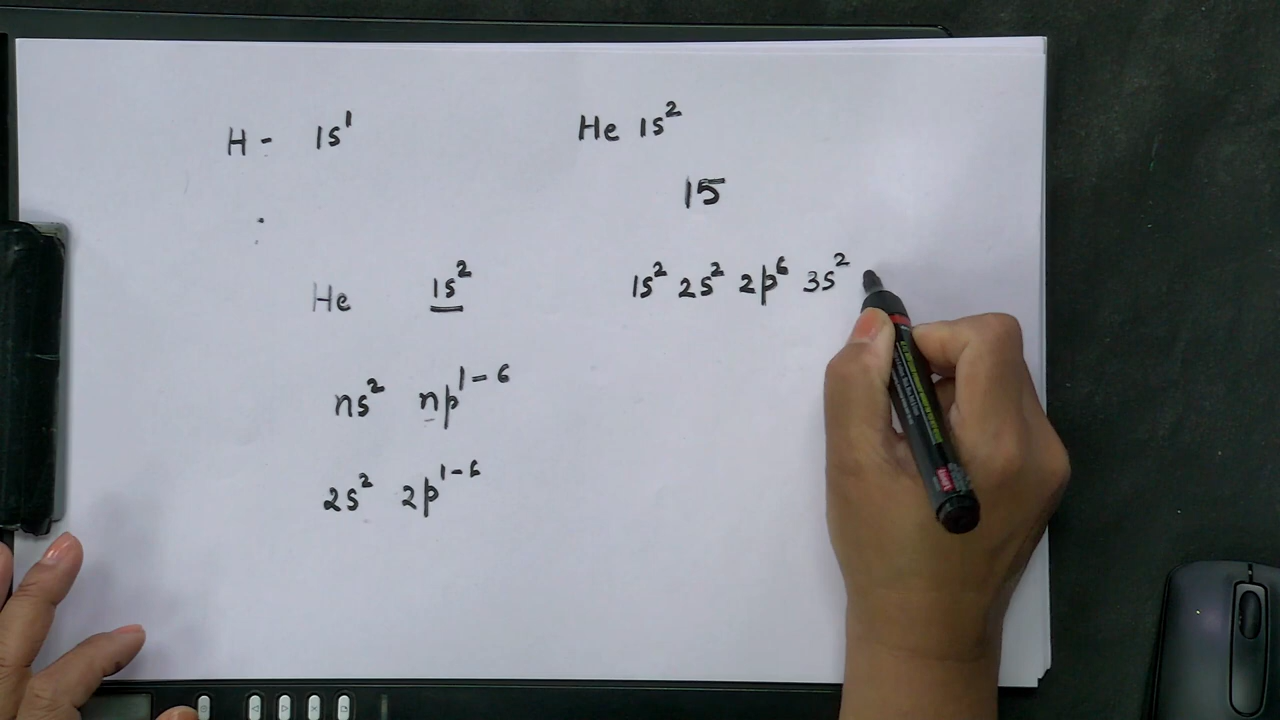 H - 1s¹
He 1s²
15
He 1s²
1s² 2s² 2p⁶ 3s²
ns² np¹⁻⁶
2s² 2p¹⁻⁶